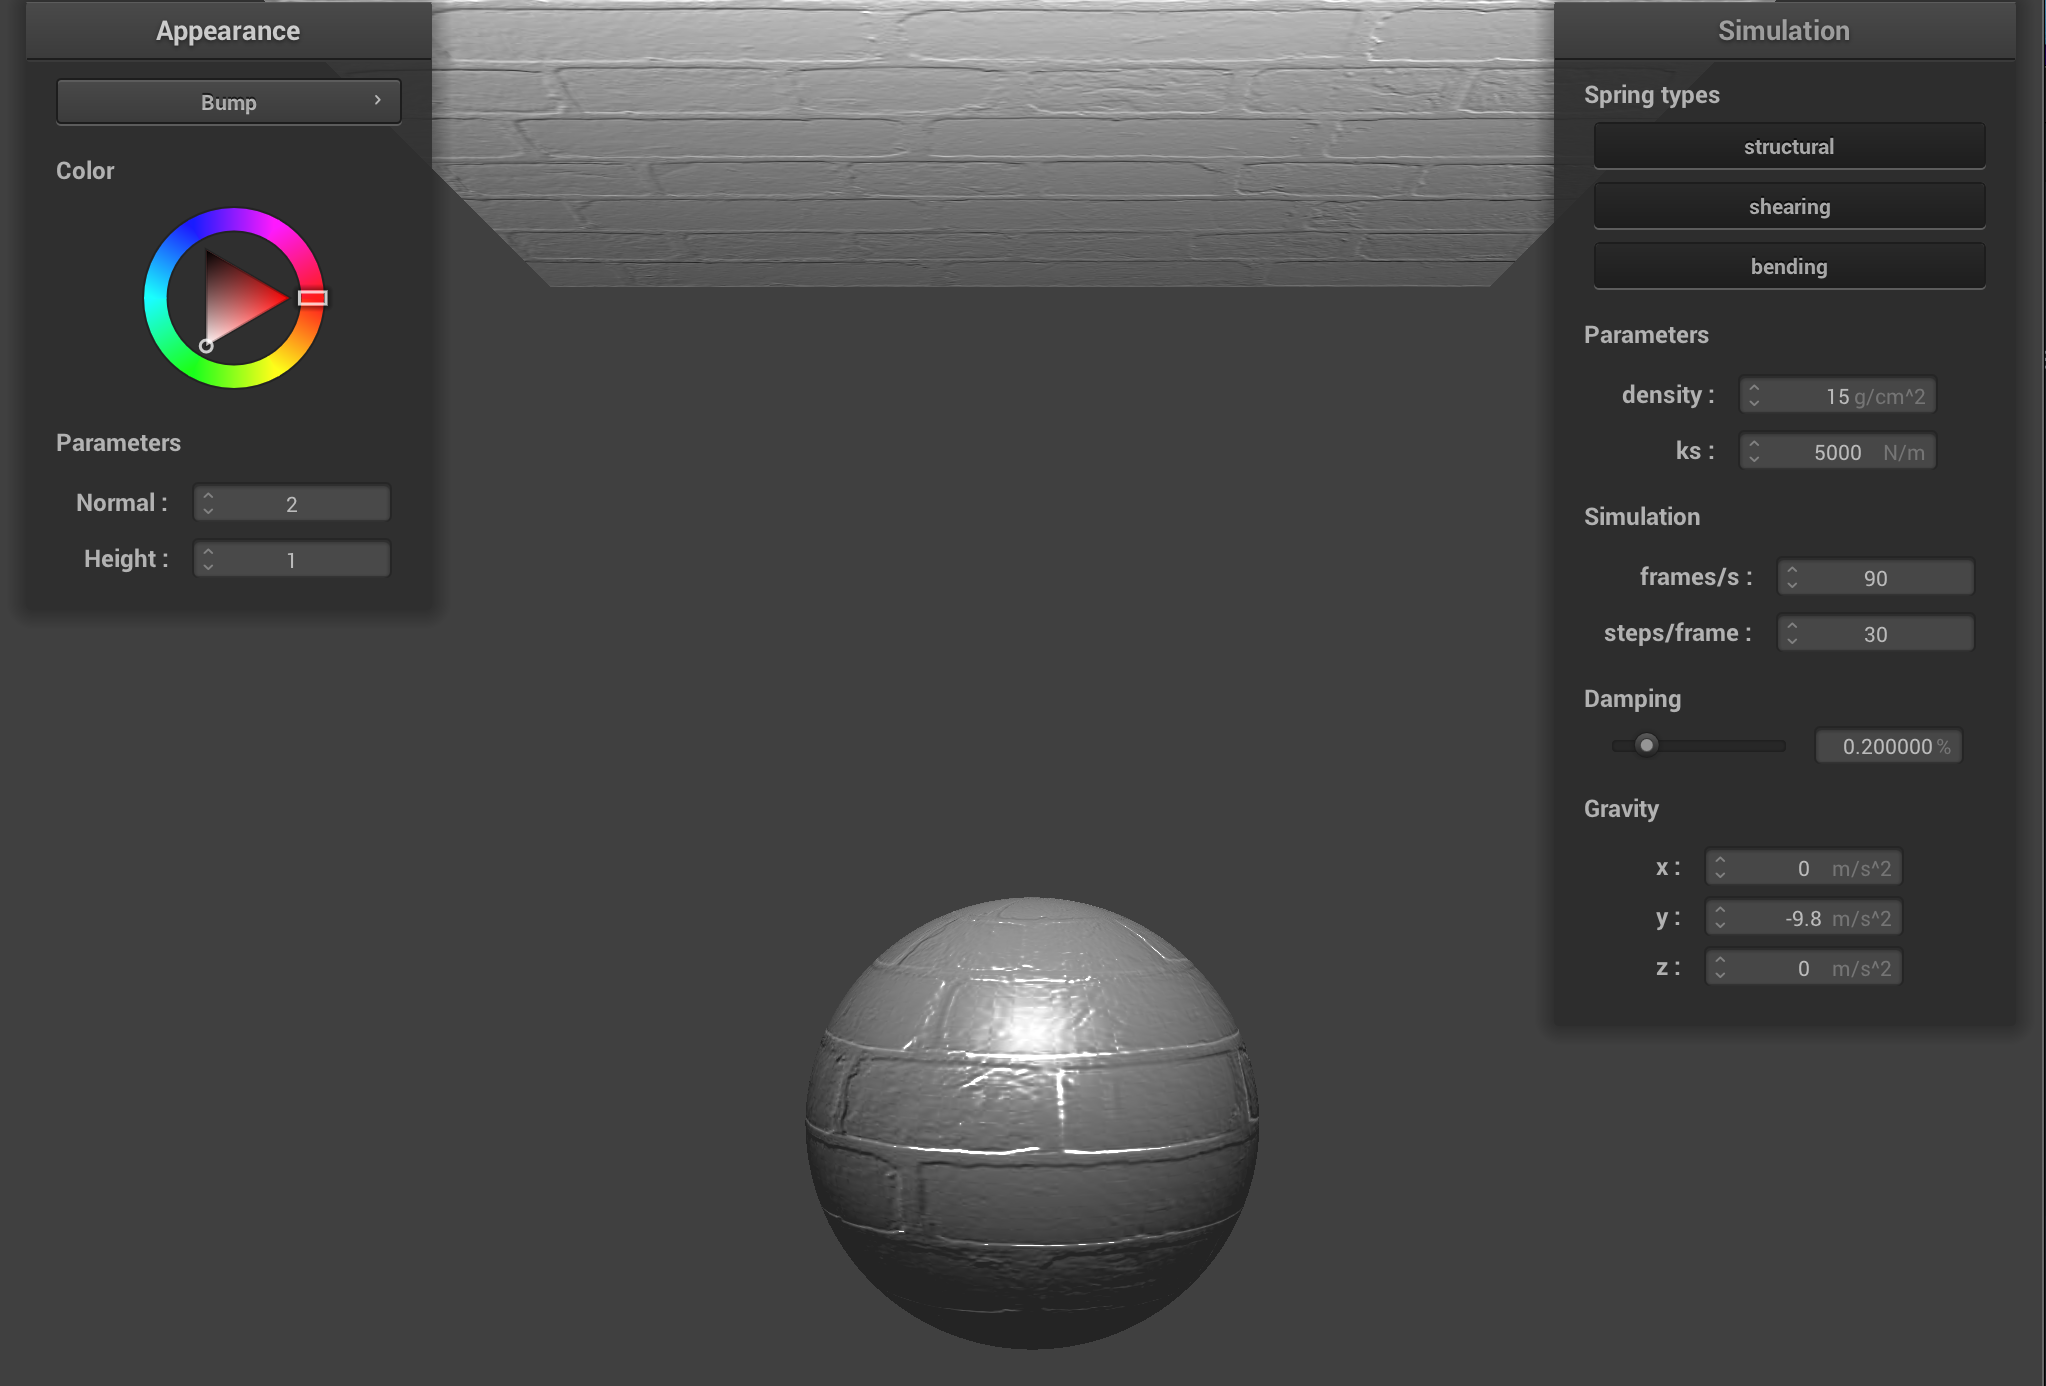 Appearance
Bump
Color
Parameters
Normal : 2
Height : 1
Simulation
Spring types
structural
shearing
bending
Parameters
density : 15 g/cm^2
ks : 5000 N/m
Simulation
frames/s : 90
steps/frame : 30
Damping
0.200000 %
Gravity
x : 0 m/s^2
y : -9.8 m/s^2
z : 0 m/s^2